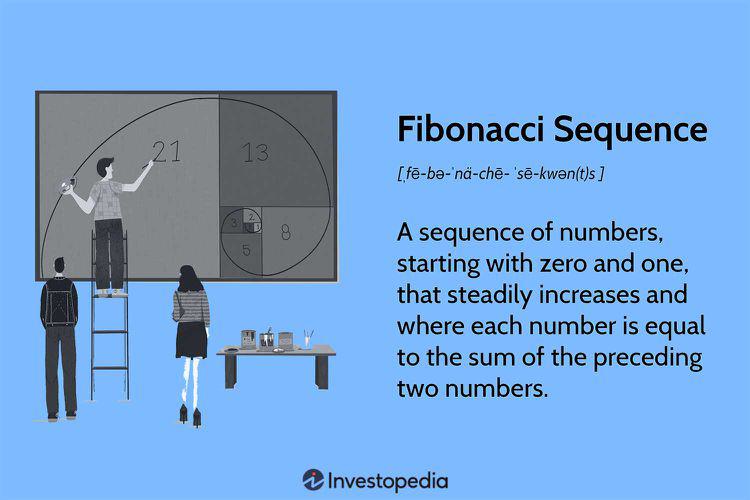 Fibonacci Sequence
[ˌfē-bə-ˈnä-chē- ˈsē-kwən(t)s ]
A sequence of numbers,
starting with zero and one,
that steadily increases and
where each number is equal
to the sum of the preceding
two numbers.
21
13
3
2
1
8
5
Investopedia